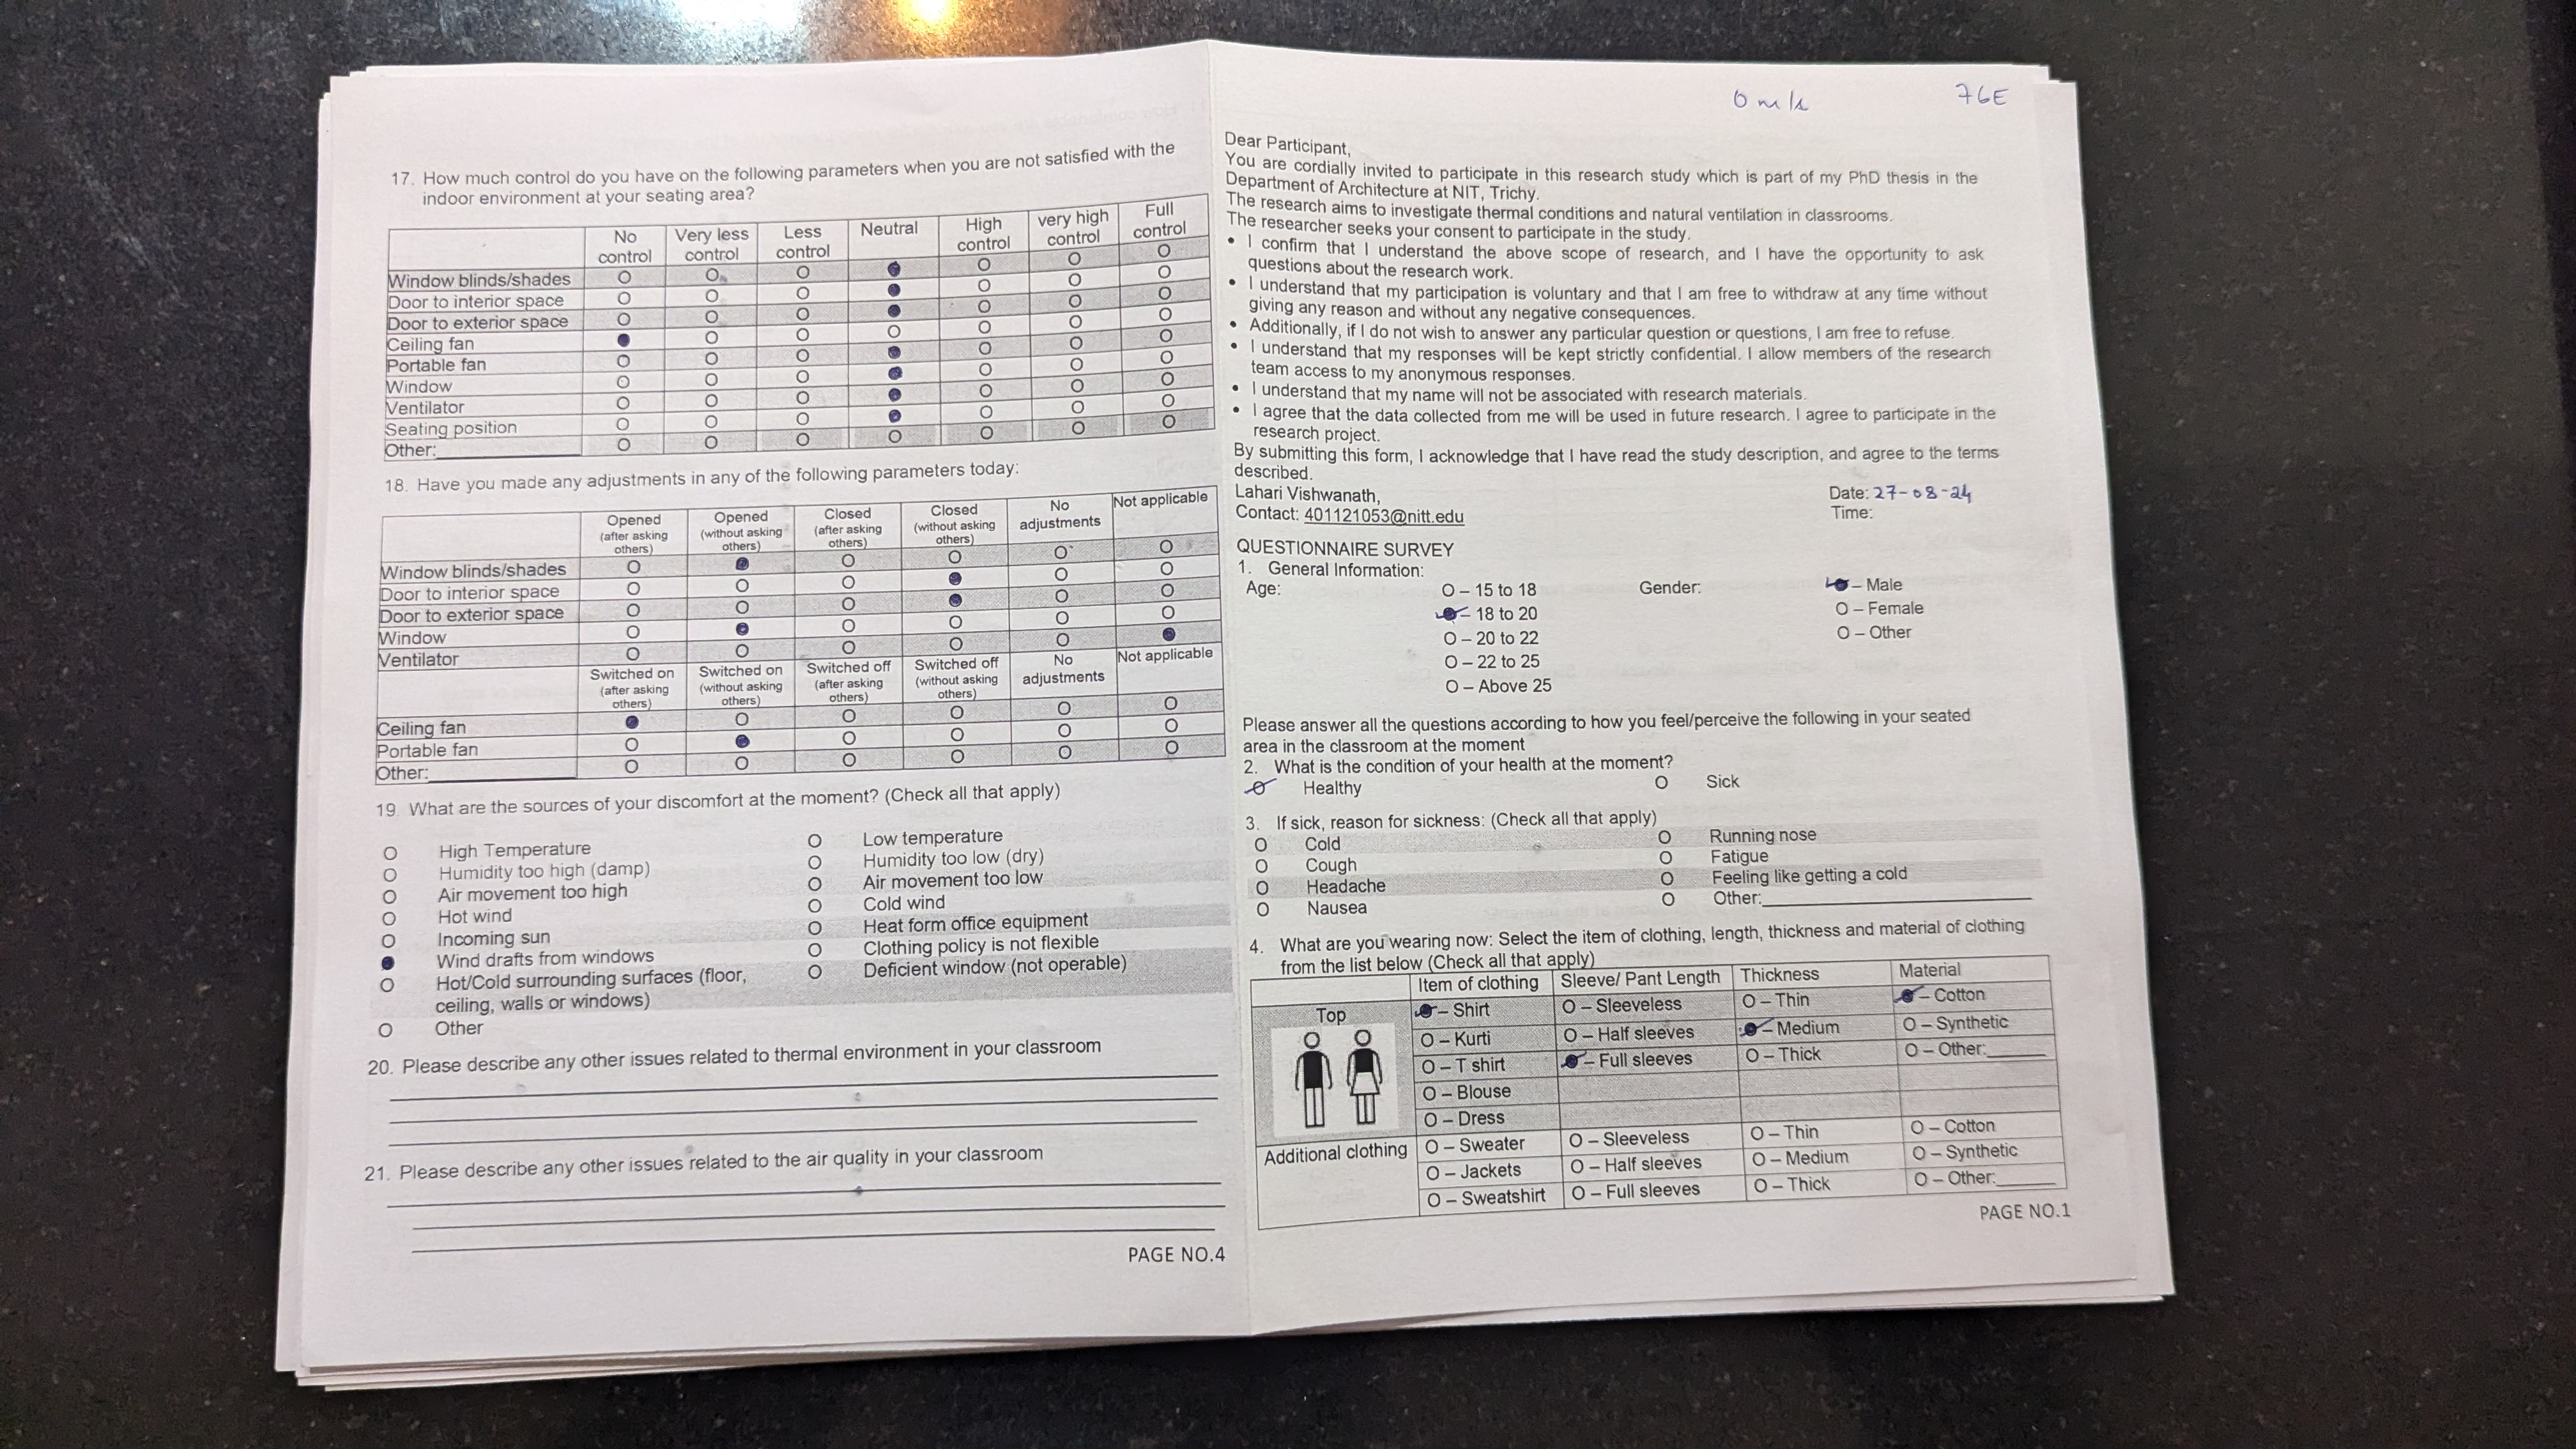 17. How much control do you have on the following parameters when you are not satisfied with the
indoor environment at your seating area?
No control Very less control Less control Neutral High control very high control Full control
Window blinds/shades O O O ● O O O
Door to interior space O O O ● O O O
Door to exterior space O O O ● O O O
Ceiling fan ● O O O O O O
Portable fan O O O ● O O O
Window O O O ● O O O
Ventilator O O O ● O O O
Seating position O O O ● O O O
Other:__________ O O O O O O O
18. Have you made any adjustments in any of the following parameters today:
Opened (after asking others) Opened (without asking others) Closed (after asking others) Closed (without asking others) No adjustments Not applicable
Window blinds/shades O ● O O O O
Door to interior space O O O ● O O
Door to exterior space O O O ● O O
Window O ● O O O O
Ventilator O O O O O ●
Switched on (after asking others) Switched on (without asking others) Switched off (after asking others) Switched off (without asking others) No adjustments Not applicable
Ceiling fan ● O O O O O
Portable fan O ● O O O O
Other:__________ O O O O O O
19. What are the sources of your discomfort at the moment? (Check all that apply)
O High Temperature O Low temperature
O Humidity too high (damp) O Humidity too low (dry)
O Air movement too high O Air movement too low
O Hot wind O Cold wind
O Incoming sun O Heat form office equipment
● Wind drafts from windows O Clothing policy is not flexible
O Hot/Cold surrounding surfaces (floor, O Deficient window (not operable)
ceiling, walls or windows)
O Other
20. Please describe any other issues related to thermal environment in your classroom
21. Please describe any other issues related to the air quality in your classroom
PAGE NO.4
0 m/s 76E
Dear Participant,
You are cordially invited to participate in this research study which is part of my PhD thesis in the
Department of Architecture at NIT, Trichy.
The research aims to investigate thermal conditions and natural ventilation in classrooms.
The researcher seeks your consent to participate in the study.
• I confirm that I understand the above scope of research, and I have the opportunity to ask
questions about the research work.
• I understand that my participation is voluntary and that I am free to withdraw at any time without
giving any reason and without any negative consequences.
• Additionally, if I do not wish to answer any particular question or questions, I am free to refuse.
• I understand that my responses will be kept strictly confidential. I allow members of the research
team access to my anonymous responses.
• I understand that my name will not be associated with research materials.
• I agree that the data collected from me will be used in future research. I agree to participate in the
research project.
By submitting this form, I acknowledge that I have read the study description, and agree to the terms
described.
Lahari Vishwanath, Date: 27-08-24
Contact: 401121053@nitt.edu Time:
QUESTIONNAIRE SURVEY
1. General Information:
Age: O – 15 to 18 Gender: ● – Male
● – 18 to 20 O – Female
O – 20 to 22 O – Other
O – 22 to 25
O – Above 25
Please answer all the questions according to how you feel/perceive the following in your seated
area in the classroom at the moment
2. What is the condition of your health at the moment?
O Healthy O Sick
3. If sick, reason for sickness: (Check all that apply)
O Cold O Running nose
O Cough O Fatigue
O Headache O Feeling like getting a cold
O Nausea O Other:__________
4. What are you wearing now: Select the item of clothing, length, thickness and material of clothing
from the list below (Check all that apply)
Item of clothing Sleeve/ Pant Length Thickness Material
Top ● – Shirt O – Sleeveless O – Thin ● – Cotton
O – Kurti O – Half sleeves ● – Medium O – Synthetic
O – T shirt ● – Full sleeves O – Thick O – Other:______
O – Blouse
O – Dress
Additional clothing O – Sweater O – Sleeveless O – Thin O – Cotton
O – Jackets O – Half sleeves O – Medium O – Synthetic
O – Sweatshirt O – Full sleeves O – Thick O – Other:______
PAGE NO.1